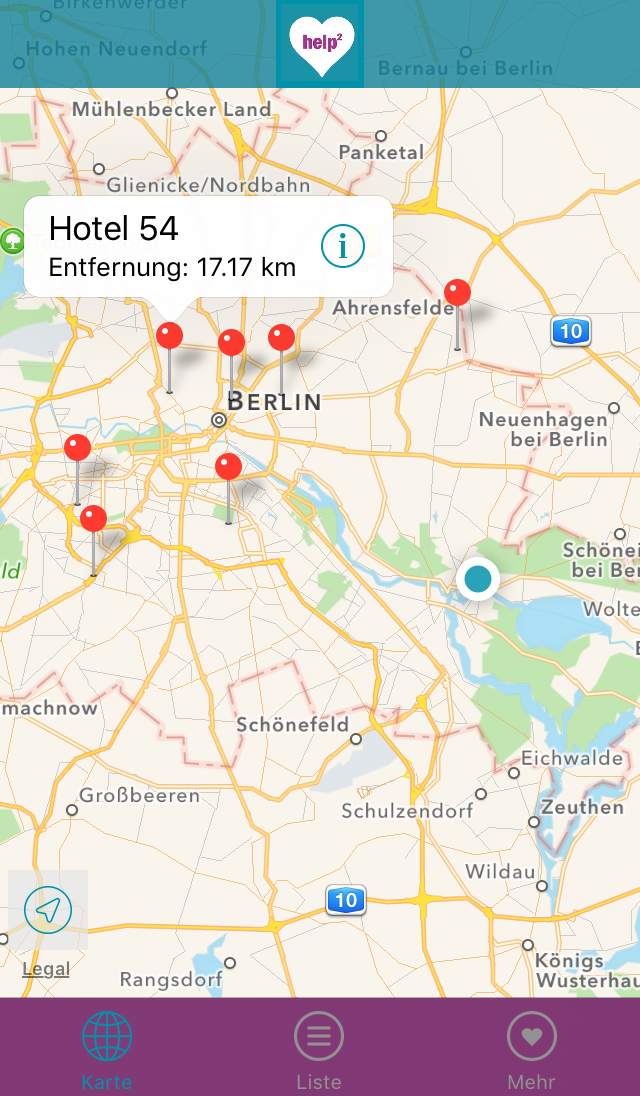 Birkenwerder
help²
Hohen Neuendorf
Bernau bei Berlin
Mühlenbecker Land
Panketal
Glienicke/Nordbahn
Hotel 54
i
Entfernung: 17.17 km
Ahrensfelde
10
BERLIN
Neuenhagen
bei Berlin
Schönei
bei Ber
ld
Wolte
machnow
Schönefeld
Eichwalde
Großbeeren
Schulzendorf
Zeuthen
Wildau
10
Königs
Wusterhau
Legal
Rangsdorf
Karte
Liste
Mehr